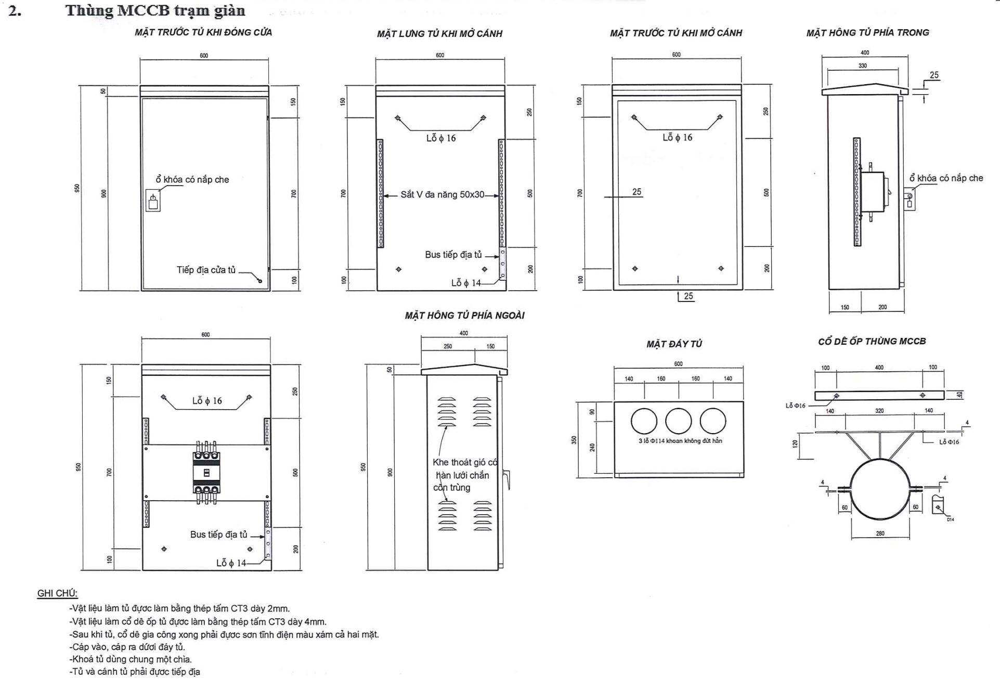 2. Thùng MCCB trạm giàn
MẶT TRƯỚC TỦ KHI ĐÓNG CỬA
600
50
950
900
150
700
100
ổ khóa có nắp che
Tiếp địa cửa tủ
MẶT LƯNG TỦ KHI MỞ CÁNH
600
150
700
100
250
500
200
Lỗ ϕ 16
Sắt V đa năng 50x30
Bus tiếp địa tủ
Lỗ ϕ 14
MẶT TRƯỚC TỦ KHI MỞ CÁNH
600
150
700
100
250
500
200
Lỗ ϕ 16
25
25
MẶT HÔNG TỦ PHÍA TRONG
400
330
25
ổ khóa có nắp che
150
200
600
150
950
700
100
250
500
200
Lỗ ϕ 16
Bus tiếp địa tủ
Lỗ ϕ 14
MẶT HÔNG TỦ PHÍA NGOÀI
400
250
150
50
950
900
Khe thoát gió có
hàn lưới chắn
côn trùng
MẶT ĐÁY TỦ
600
140
160
160
140
90
350
240
3 lỗ Φ114 khoan không đứt hẳn
CỔ DÊ ỐP THÙNG MCCB
100
400
100
40
Lỗ Φ16
140
320
140
4
120
Lỗ Φ16
4
4
60
60
D14
280
GHI CHÚ:
-Vật liệu làm tủ đựơc làm bằng thép tấm CT3 dày 2mm.
-Vật liệu làm cổ dê ốp tủ đựơc làm bằng thép tấm CT3 dày 4mm.
-Sau khi tủ, cổ dê gia công xong phải đựơc sơn tĩnh điện màu xám cả hai mặt.
-Cáp vào, cáp ra dứơi đáy tủ.
-Khoá tủ dùng chung một chìa.
-Tủ và cánh tủ phải đựơc tiếp địa